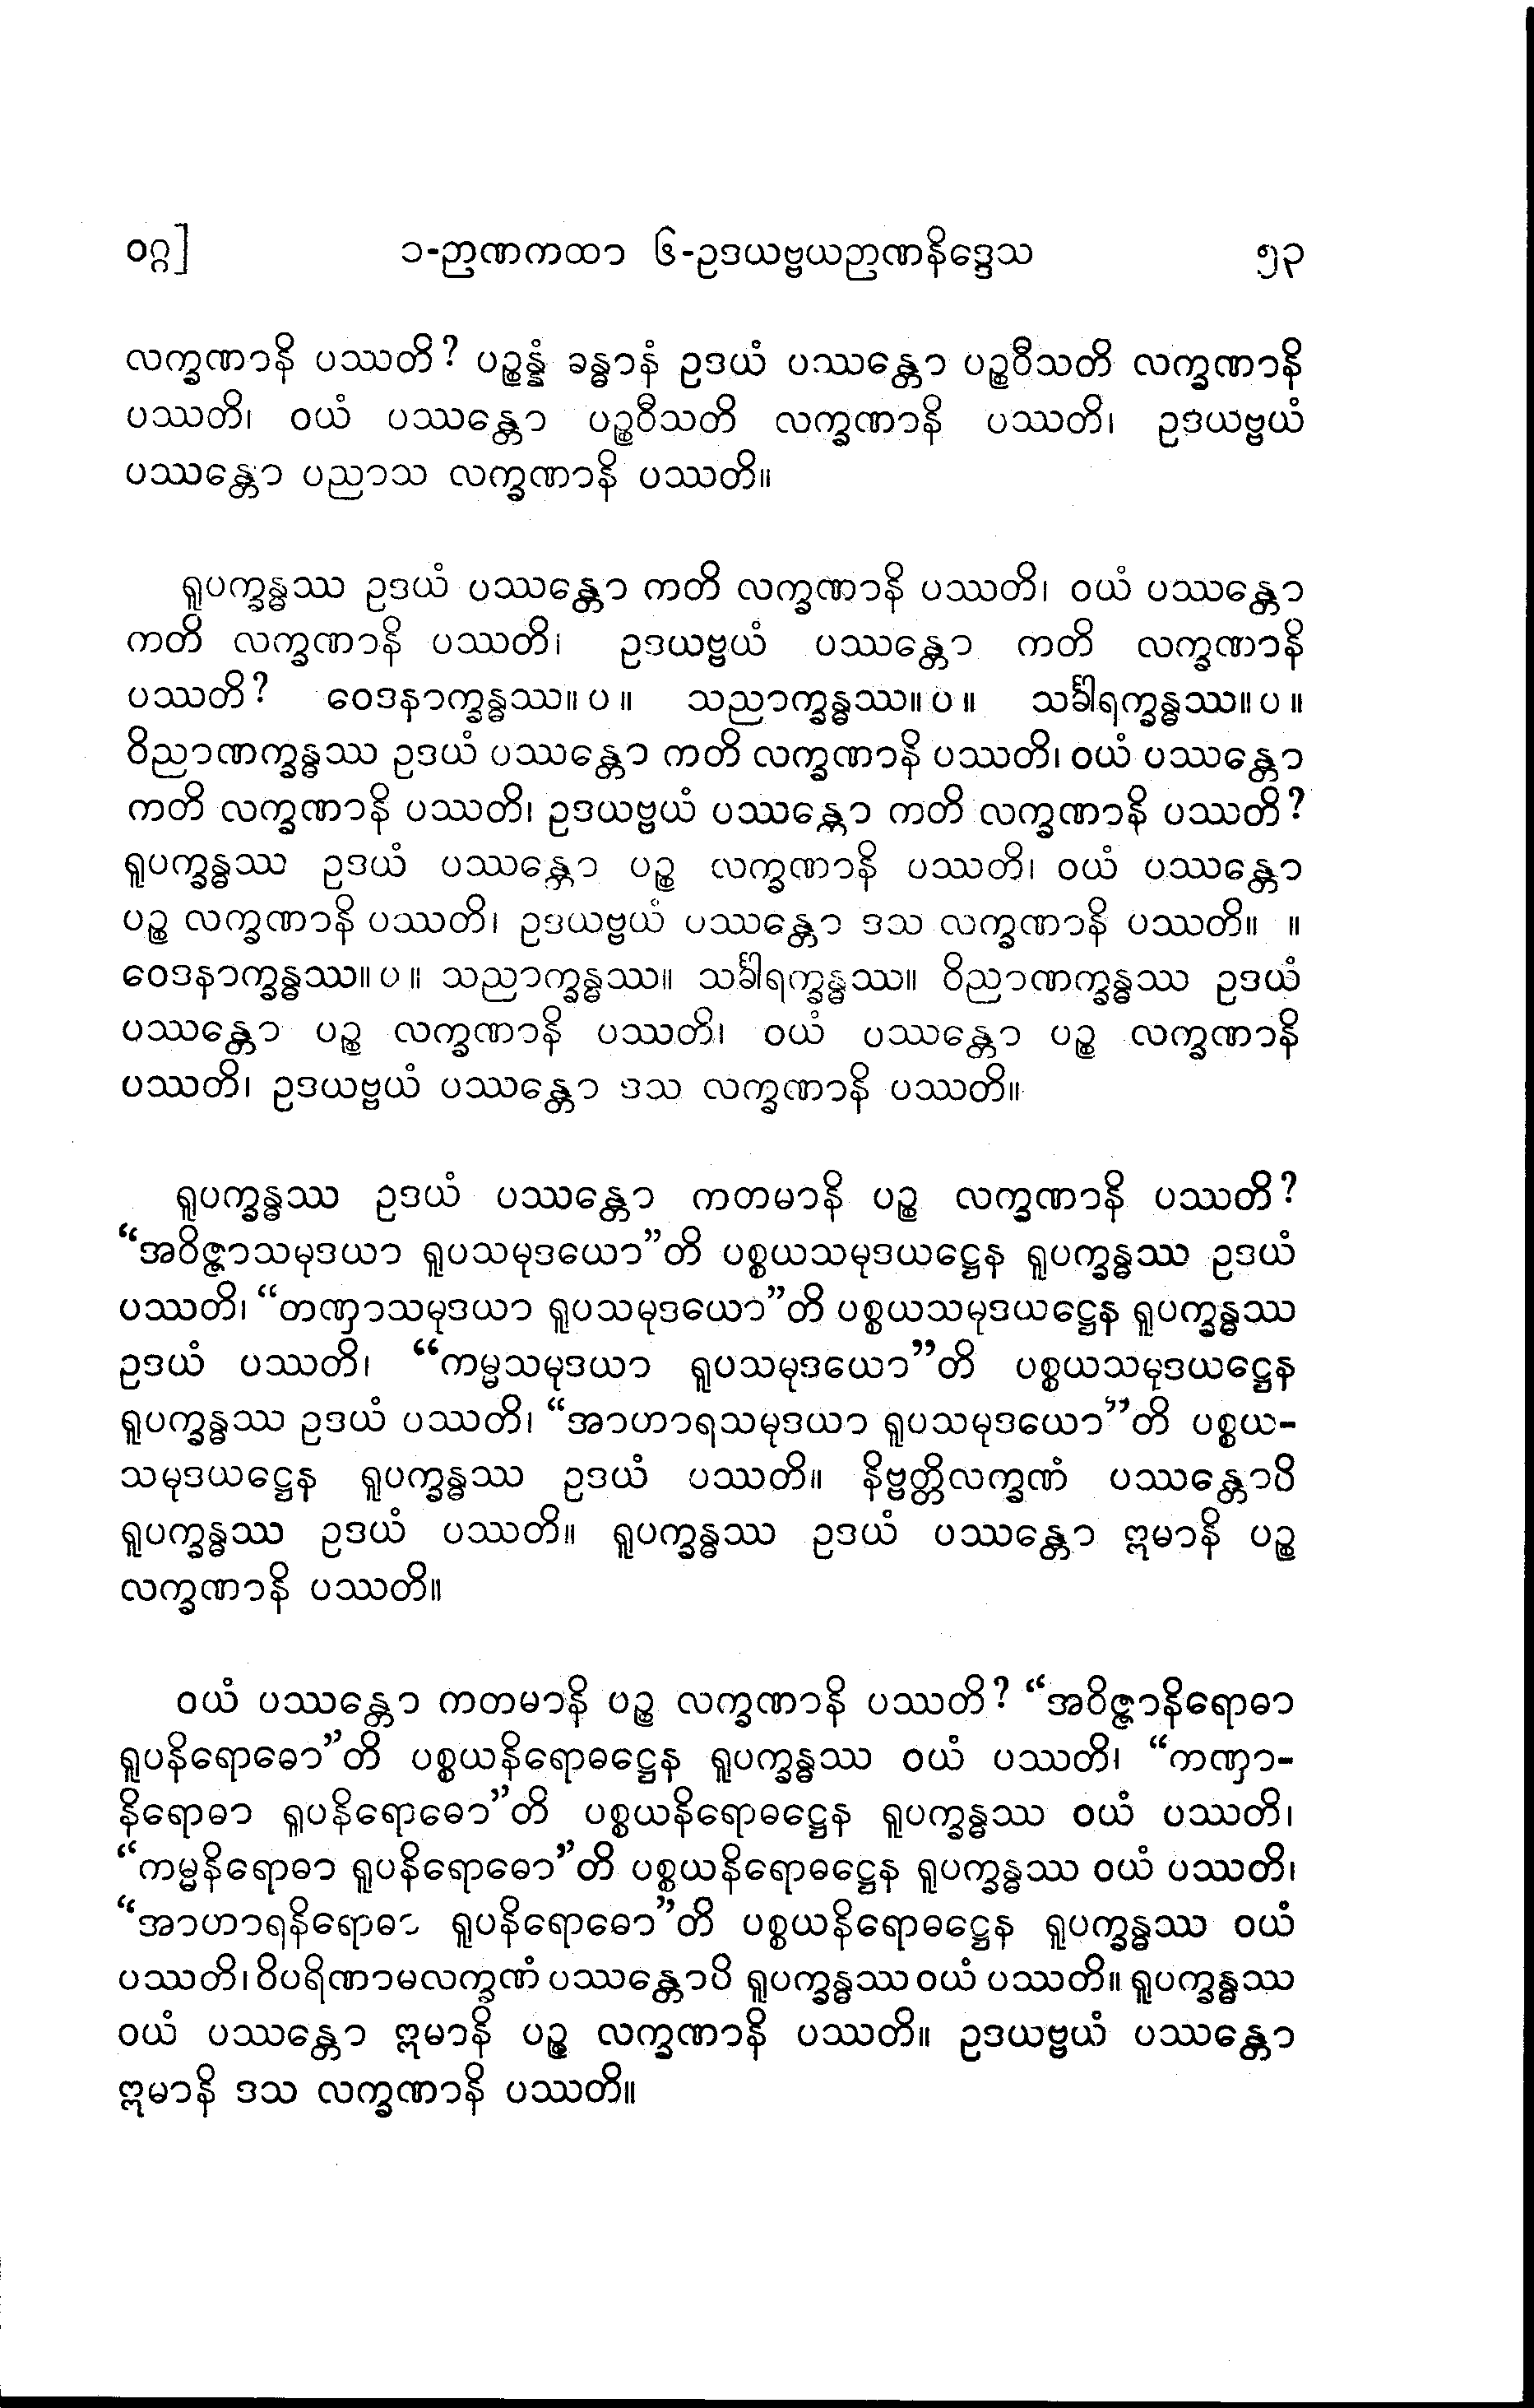 ဝဂ္ဂ] ၁-ဉာဏကထာ ၆-ဥဒယဗ္ဗယဉာဏနိဒ္ဒေသ ၅၃
လက္ခဏာနိ ပဿတိ? ပဉ္စန္နံ ခန္ဓာနံ ဥဒယံ ပဿန္တော ပဉ္စဝီသတိ လက္ခဏာနိ
ပဿတိ၊ ဝယံ ပဿန္တော ပဉ္စဝီသတိ လက္ခဏာနိ ပဿတိ၊ ဥဒယဗ္ဗယံ
ပဿန္တော ပညာသ လက္ခဏာနိ ပဿတိ။
ရူပက္ခန္ဓဿ ဥဒယံ ပဿန္တော ကတိ လက္ခဏာနိ ပဿတိ၊ ဝယံ ပဿန္တော
ကတိ လက္ခဏာနိ ပဿတိ၊ ဥဒယဗ္ဗယံ ပဿန္တော ကတိ လက္ခဏာနိ
ပဿတိ? ဝေဒနာက္ခန္ဓဿ။ပ။ သညာက္ခန္ဓဿ။ပ။ သင်္ခါရက္ခန္ဓဿ။ပ။
ဝိညာဏက္ခန္ဓဿ ဥဒယံ ပဿန္တော ကတိ လက္ခဏာနိ ပဿတိ၊ ဝယံ ပဿန္တော
ကတိ လက္ခဏာနိ ပဿတိ၊ ဥဒယဗ္ဗယံ ပဿန္တော ကတိ လက္ခဏာနိ ပဿတိ?
ရူပက္ခန္ဓဿ ဥဒယံ ပဿန္တော ပဉ္စ လက္ခဏာနိ ပဿတိ၊ ဝယံ ပဿန္တော
ပဉ္စ လက္ခဏာနိ ပဿတိ၊ ဥဒယဗ္ဗယံ ပဿန္တော ဒသ လက္ခဏာနိ ပဿတိ။ ။
ဝေဒနာက္ခန္ဓဿ။ပ။ သညာက္ခန္ဓဿ။ သင်္ခါရက္ခန္ဓဿ။ ဝိညာဏက္ခန္ဓဿ ဥဒယံ
ပဿန္တော ပဉ္စ လက္ခဏာနိ ပဿတိ၊ ဝယံ ပဿန္တော ပဉ္စ လက္ခဏာနိ
ပဿတိ၊ ဥဒယဗ္ဗယံ ပဿန္တော ဒသ လက္ခဏာနိ ပဿတိ။
ရူပက္ခန္ဓဿ ဥဒယံ ပဿန္တော ကတမာနိ ပဉ္စ လက္ခဏာနိ ပဿတိ?
“အဝိဇ္ဇာသမုဒယာ ရူပသမုဒယော”တိ ပစ္စယသမုဒယဋ္ဌေန ရူပက္ခန္ဓဿ ဥဒယံ
ပဿတိ၊ “တဏှာသမုဒယာ ရူပသမုဒယော”တိ ပစ္စယသမုဒယဋ္ဌေန ရူပက္ခန္ဓဿ
ဥဒယံ ပဿတိ၊ “ကမ္မသမုဒယာ ရူပသမုဒယော”တိ ပစ္စယသမုဒယဋ္ဌေန
ရူပက္ခန္ဓဿ ဥဒယံ ပဿတိ၊ “အာဟာရသမုဒယာ ရူပသမုဒယော”တိ ပစ္စယ-
သမုဒယဋ္ဌေန ရူပက္ခန္ဓဿ ဥဒယံ ပဿတိ။ နိဗ္ဗတ္တိလက္ခဏံ ပဿန္တောပိ
ရူပက္ခန္ဓဿ ဥဒယံ ပဿတိ။ ရူပက္ခန္ဓဿ ဥဒယံ ပဿန္တော ဣမာနိ ပဉ္စ
လက္ခဏာနိ ပဿတိ။
ဝယံ ပဿန္တော ကတမာနိ ပဉ္စ လက္ခဏာနိ ပဿတိ? “အဝိဇ္ဇာနိရောဓာ
ရူပနိရောဓော”တိ ပစ္စယနိရောဓဋ္ဌေန ရူပက္ခန္ဓဿ ဝယံ ပဿတိ၊ “ကဏှာ-
နိရောဓာ ရူပနိရောဓော”တိ ပစ္စယနိရောဓဋ္ဌေန ရူပက္ခန္ဓဿ ဝယံ ပဿတိ၊
“ကမ္မနိရောဓာ ရူပနိရောဓော”တိ ပစ္စယနိရောဓဋ္ဌေန ရူပက္ခန္ဓဿ ဝယံ ပဿတိ၊
“အာဟာရနိရောဓာ ရူပနိရောဓော”တိ ပစ္စယနိရောဓဋ္ဌေန ရူပက္ခန္ဓဿ ဝယံ
ပဿတိ၊ ဝိပရိဏာမလက္ခဏံ ပဿန္တောပိ ရူပက္ခန္ဓဿ ဝယံ ပဿတိ။ ရူပက္ခန္ဓဿ
ဝယံ ပဿန္တော ဣမာနိ ပဉ္စ လက္ခဏာနိ ပဿတိ။ ဥဒယဗ္ဗယံ ပဿန္တော
ဣမာနိ ဒသ လက္ခဏာနိ ပဿတိ။